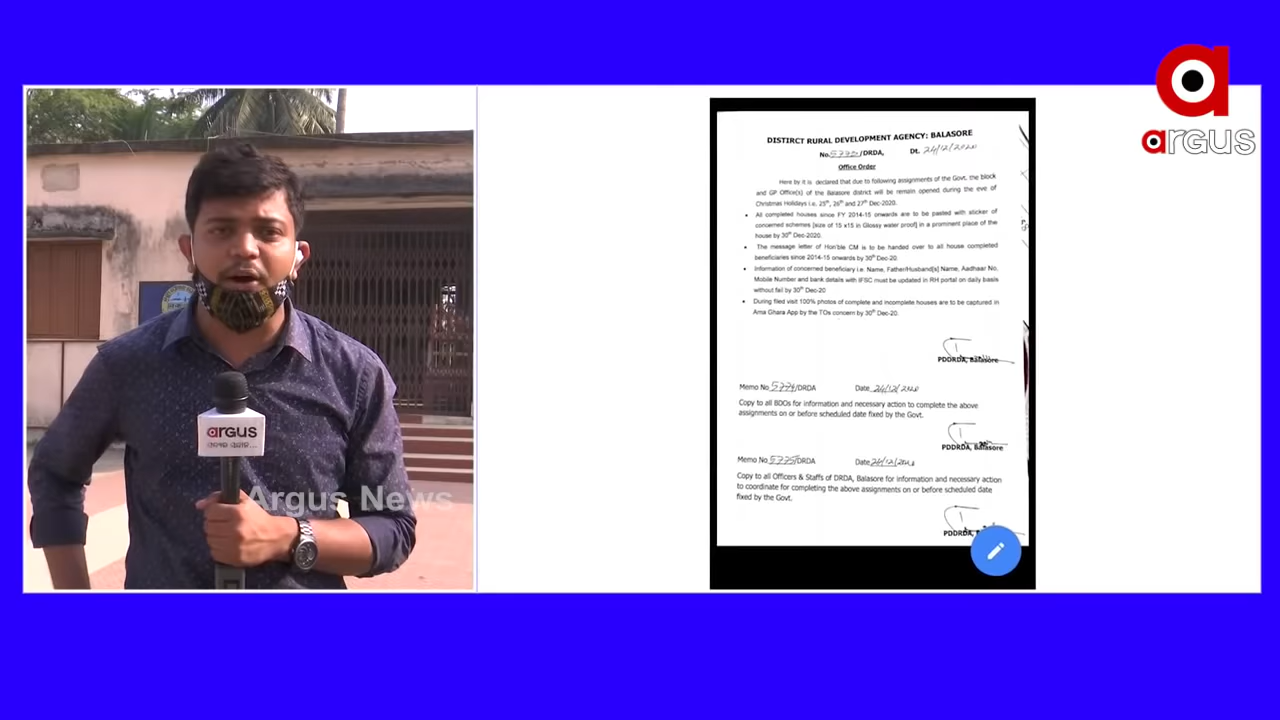 argus
DISTIRCT RURAL DEVELOPMENT AGENCY: BALASORE
No. /DRDA, Dt. 24/12/2020
Office Order
Here by it is declared that due to following assignments of the Govt. the block
and GP Office(s) of the Balasore district will be remain opened during the eve of
Christmas Holidays i.e. 25th, 26th and 27th Dec-2020.
• All completed houses since FY 2014-15 onwards are to be pasted with sticker of
concerned schemes [size of 15 x15 in Glossy water proof] in a prominent place of the
house by 30th Dec-2020.
• The message letter of Hon'ble CM is to be handed over to all house completed
beneficiaries since 2014-15 onwards by 30th Dec-20
• Information of concerned beneficiary i.e. Name, Father/Husband[s] Name, Aadhaar No,
Mobile Number and bank details with IFSC must be updated in RH portal on daily basis
without fail by 30th Dec-20
• During filed visit 100% photos of complete and incomplete houses are to be captured in
Ama Ghara App by the TOs concern by 30th Dec-20.
PDDRDA, Balasore
Memo No 5774/DRDA Date 24/12/2020
Copy to all BDOs for information and necessary action to complete the above
assignments on or before scheduled date fixed by the Govt.
PDDRDA, Balasore
Memo No 5775/DRDA Date 24/12/2020
Copy to all Officers & Staffs of DRDA, Balasore for information and necessary action
to coordinate for completing the above assignments on or before scheduled date
fixed by the Govt.
PDDRDA,
argus
Argus News